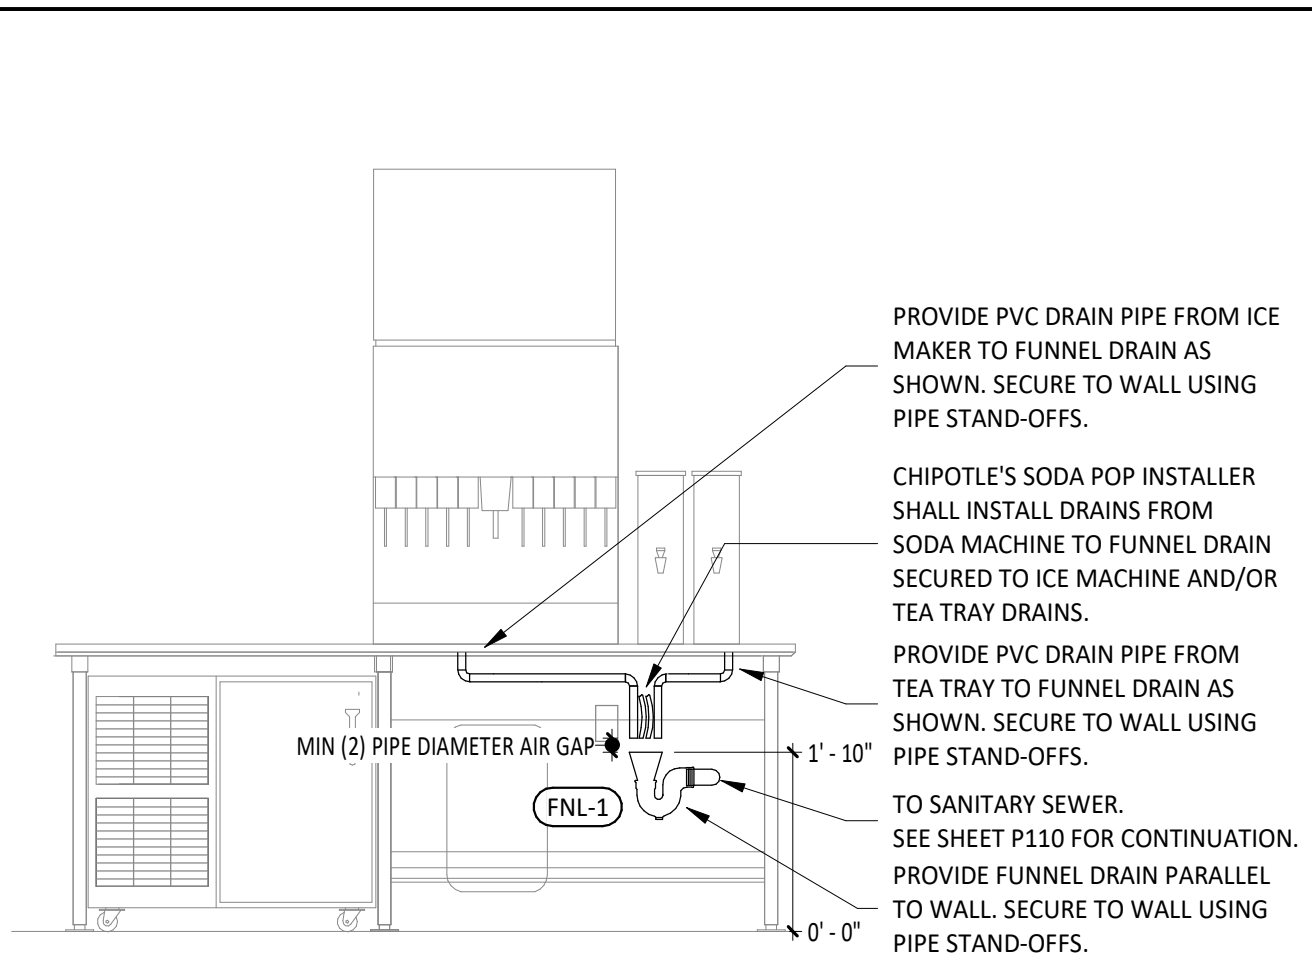 PROVIDE PVC DRAIN PIPE FROM ICE
MAKER TO FUNNEL DRAIN AS
SHOWN. SECURE TO WALL USING
PIPE STAND-OFFS.
CHIPOTLE'S SODA POP INSTALLER
SHALL INSTALL DRAINS FROM
SODA MACHINE TO FUNNEL DRAIN
SECURED TO ICE MACHINE AND/OR
TEA TRAY DRAINS.
PROVIDE PVC DRAIN PIPE FROM
TEA TRAY TO FUNNEL DRAIN AS
SHOWN. SECURE TO WALL USING
PIPE STAND-OFFS.
MIN (2) PIPE DIAMETER AIR GAP
1' - 10"
FNL-1
TO SANITARY SEWER.
SEE SHEET P110 FOR CONTINUATION.
PROVIDE FUNNEL DRAIN PARALLEL
TO WALL. SECURE TO WALL USING
PIPE STAND-OFFS.
0' - 0"